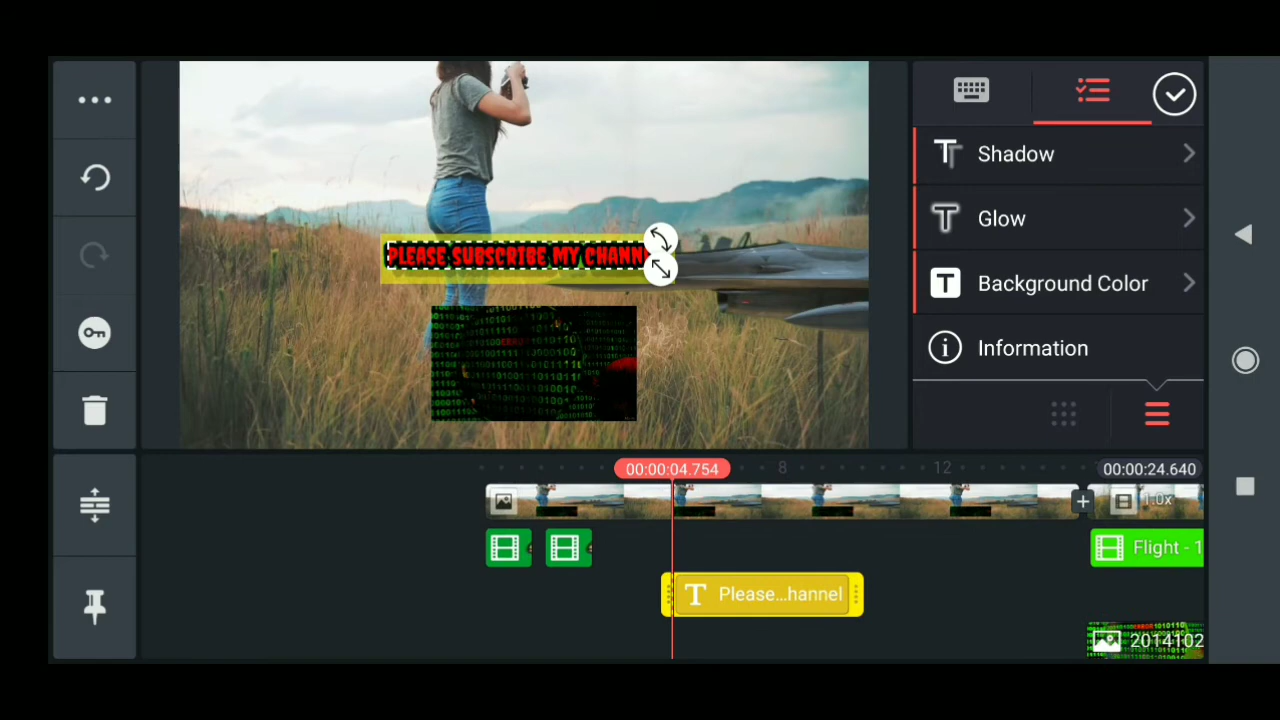 Shadow
Glow
PLEASE SUBSCRIBE MY CHANN
T Background Color
i Information
00:00:04.754
8
12
00:00:24.640
1.0x
Flight - 1
T Please...hannel
2014102